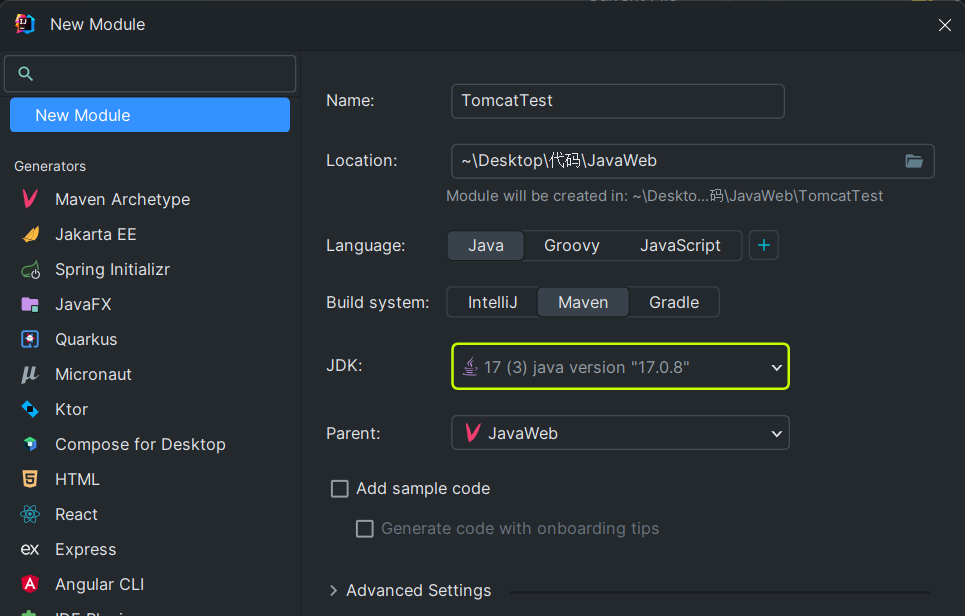 New Module
New Module
Generators
Maven Archetype
Jakarta EE
Spring Initializr
JavaFX
Quarkus
Micronaut
Ktor
Compose for Desktop
HTML
React
Express
Angular CLI
Name:
TomcatTest
Location:
~\Desktop\代码\JavaWeb
Module will be created in: ~\Deskto...码\JavaWeb\TomcatTest
Language:
Java Groovy JavaScript +
Build system:
IntelliJ Maven Gradle
JDK:
17 (3) java version "17.0.8"
Parent:
JavaWeb
Add sample code
Generate code with onboarding tips
Advanced Settings